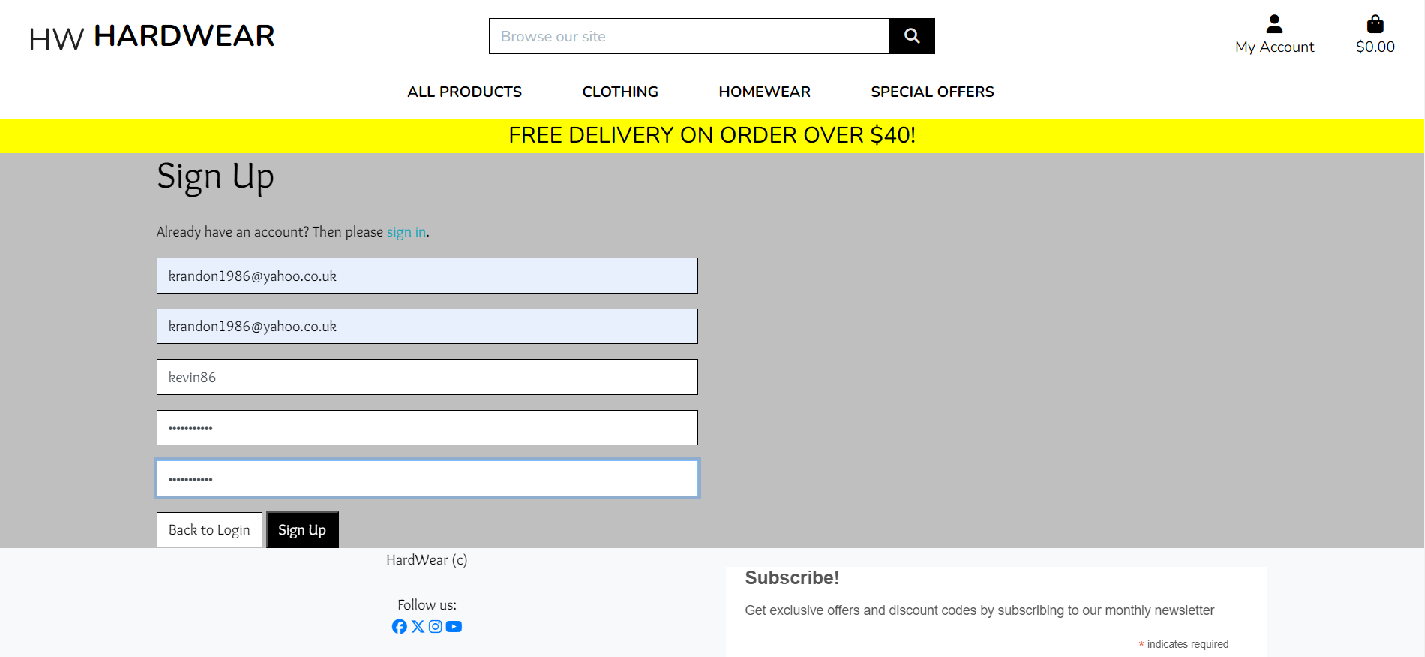 HW HARDWEAR
Browse our site
My Account
$0.00
ALL PRODUCTS CLOTHING HOMEWEAR SPECIAL OFFERS
FREE DELIVERY ON ORDER OVER $40!
Sign Up
Already have an account? Then please sign in.
krandon1986@yahoo.co.uk
krandon1986@yahoo.co.uk
kevin86
•••••••••••
•••••••••••
Back to Login Sign Up
HardWear (c)
Follow us:
Subscribe!
Get exclusive offers and discount codes by subscribing to our monthly newsletter
* indicates required